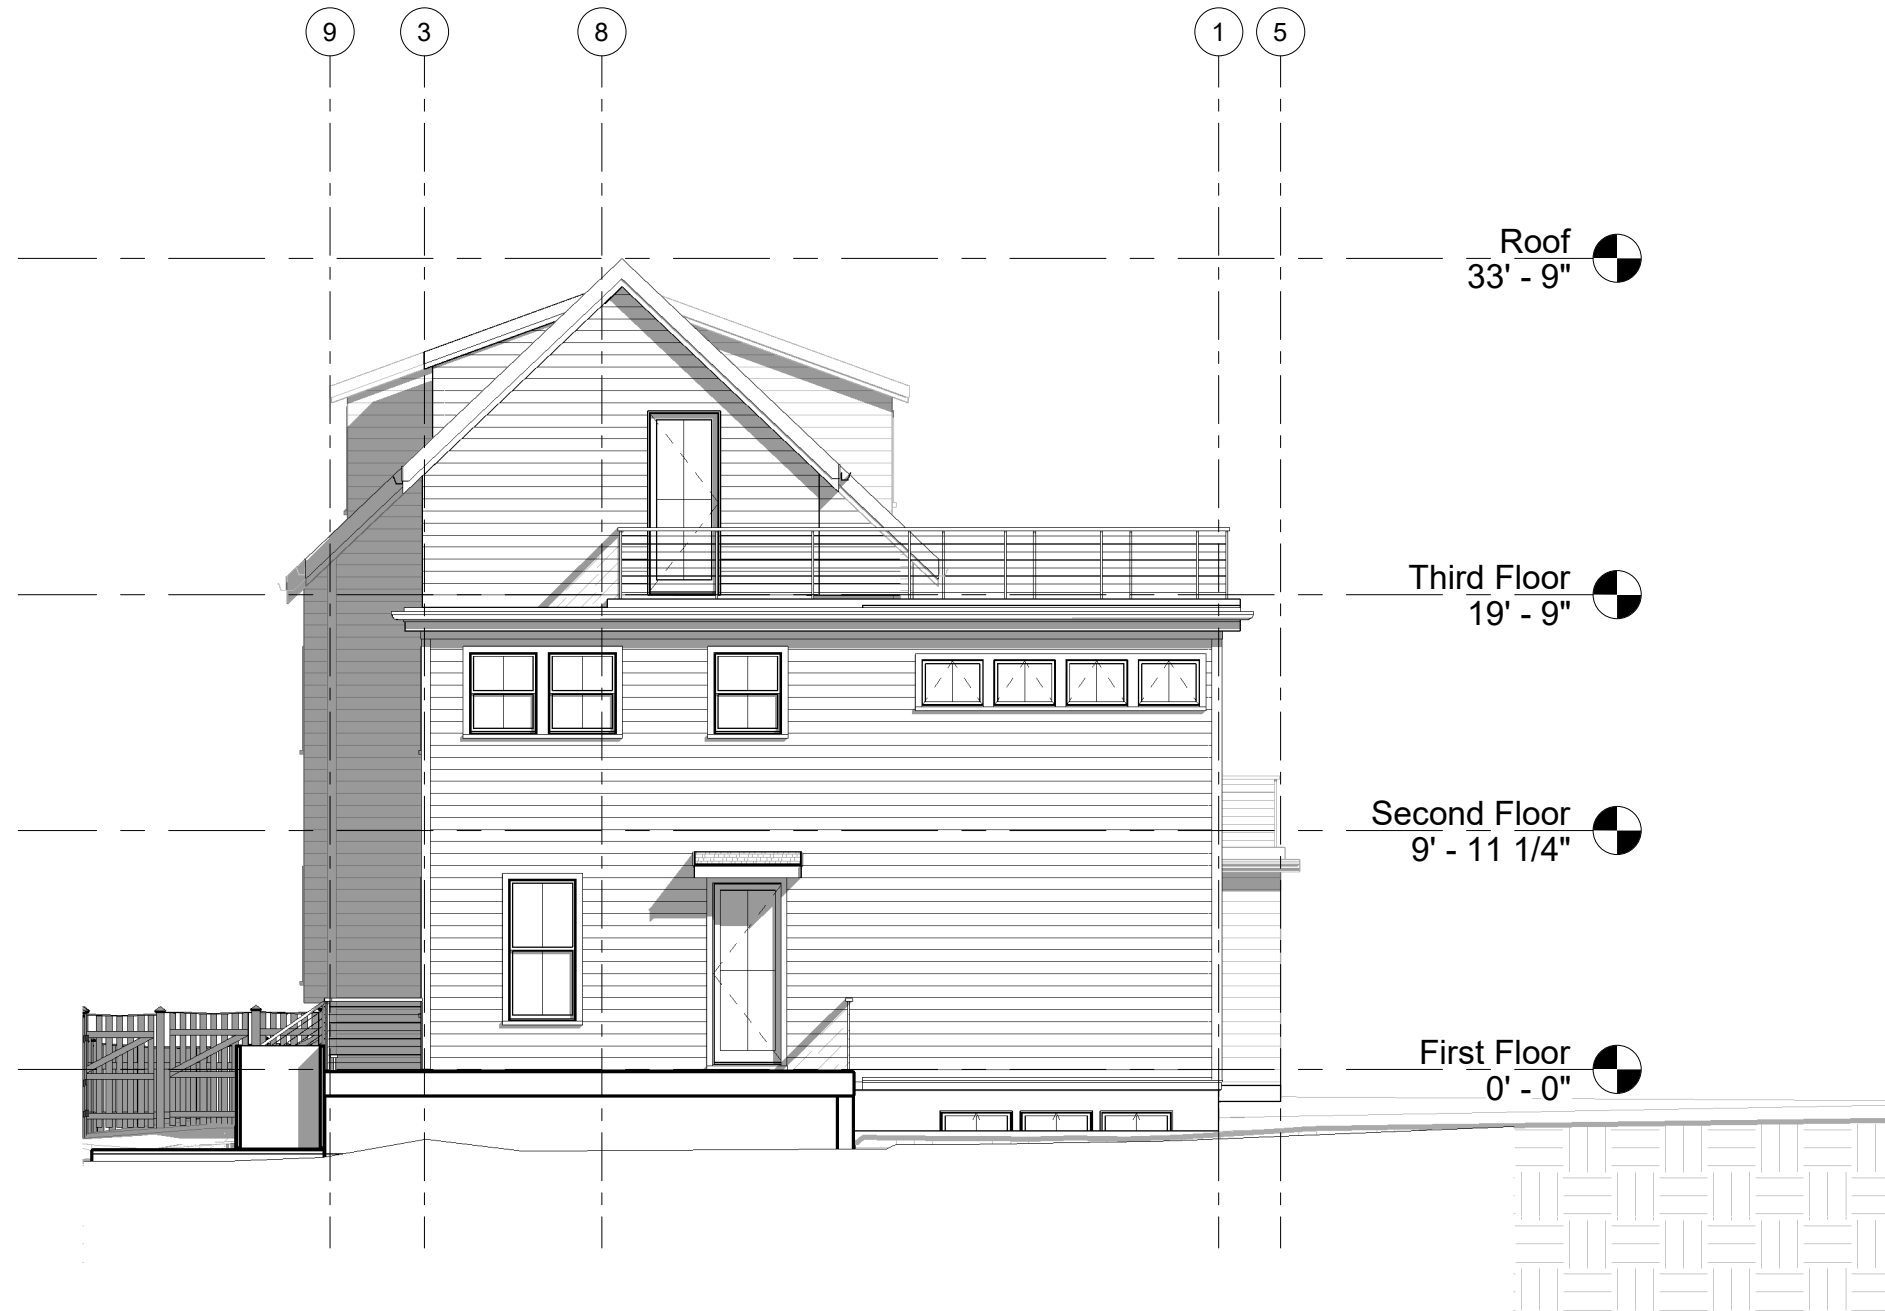 9 3 8 1 5
Roof
33' - 9"
Third Floor
19' - 9"
Second Floor
9' - 11 1/4"
First Floor
0' - 0"